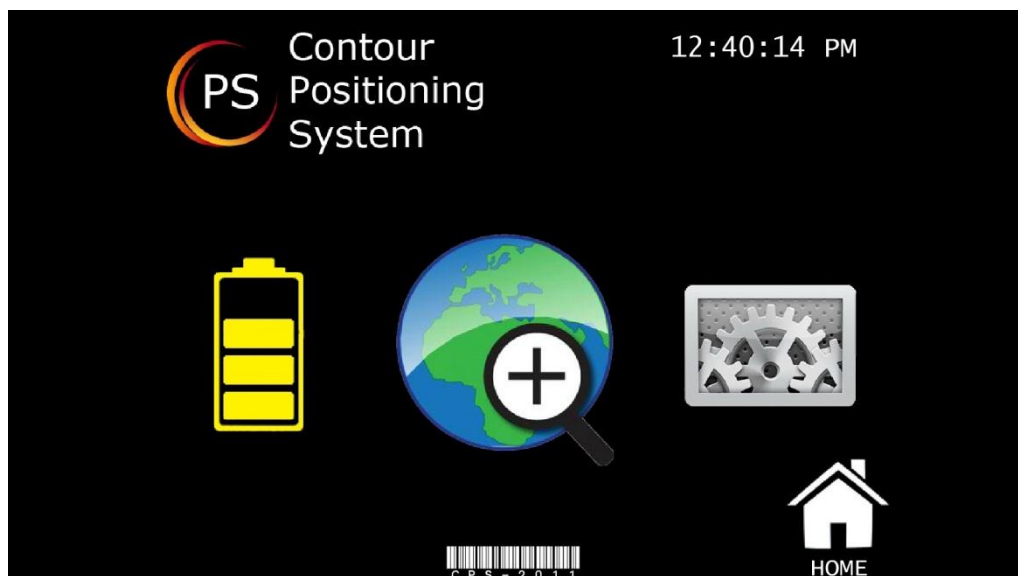 Contour
PS Positioning
System
12:40:14 PM
CPS-2011
HOME